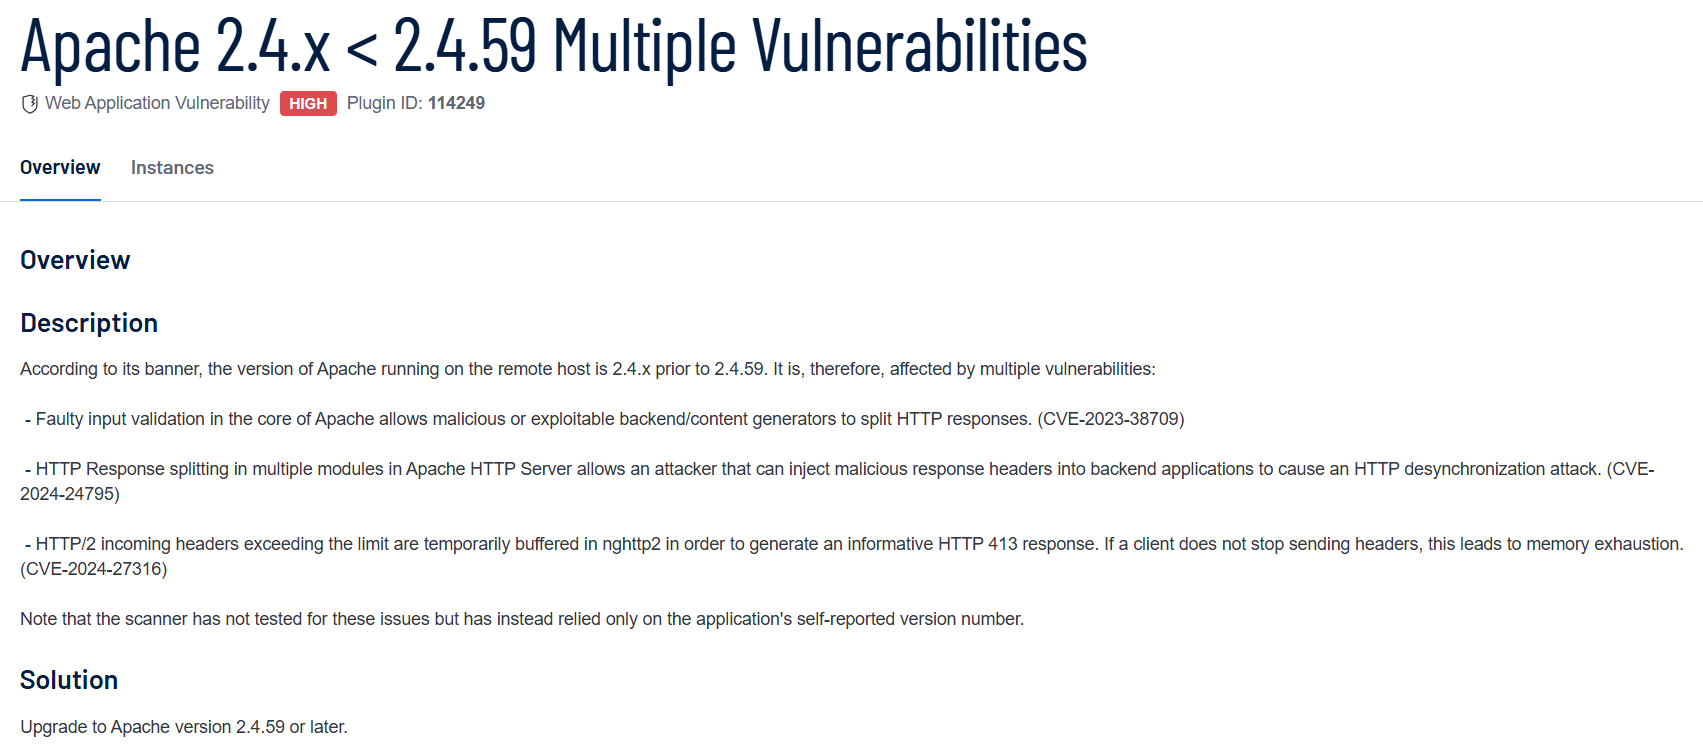 Apache 2.4.x < 2.4.59 Multiple Vulnerabilities
Web Application Vulnerability HIGH Plugin ID: 114249
Overview Instances
Overview
Description
According to its banner, the version of Apache running on the remote host is 2.4.x prior to 2.4.59. It is, therefore, affected by multiple vulnerabilities:
- Faulty input validation in the core of Apache allows malicious or exploitable backend/content generators to split HTTP responses. (CVE-2023-38709)
- HTTP Response splitting in multiple modules in Apache HTTP Server allows an attacker that can inject malicious response headers into backend applications to cause an HTTP desynchronization attack. (CVE-
2024-24795)
- HTTP/2 incoming headers exceeding the limit are temporarily buffered in nghttp2 in order to generate an informative HTTP 413 response. If a client does not stop sending headers, this leads to memory exhaustion.
(CVE-2024-27316)
Note that the scanner has not tested for these issues but has instead relied only on the application's self-reported version number.
Solution
Upgrade to Apache version 2.4.59 or later.